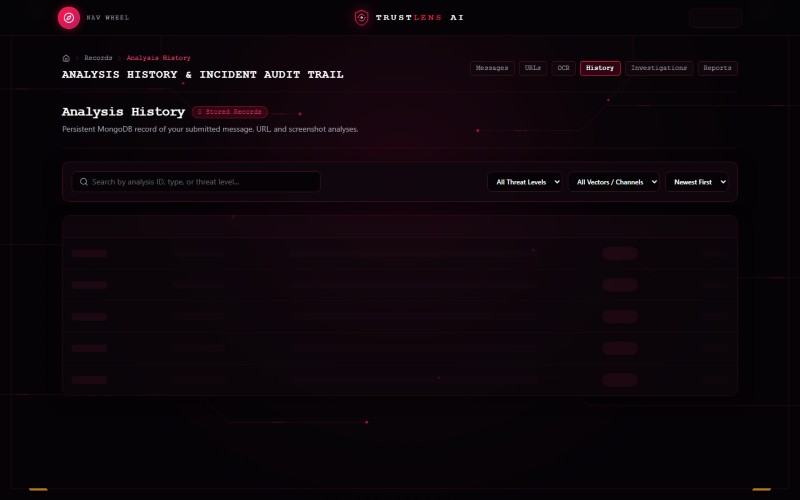 NAV WHEEL
TRUSTLENS AI
Records > Analysis History
ANALYSIS HISTORY & INCIDENT AUDIT TRAIL
Messages URLs OCR History Investigations Reports
Analysis History
Stored Records
Persistent MongoDB record of your submitted message, URL, and screenshot analyses.
Search by analysis ID, type, or threat level...
All Threat Levels All Vectors / Channels Newest First